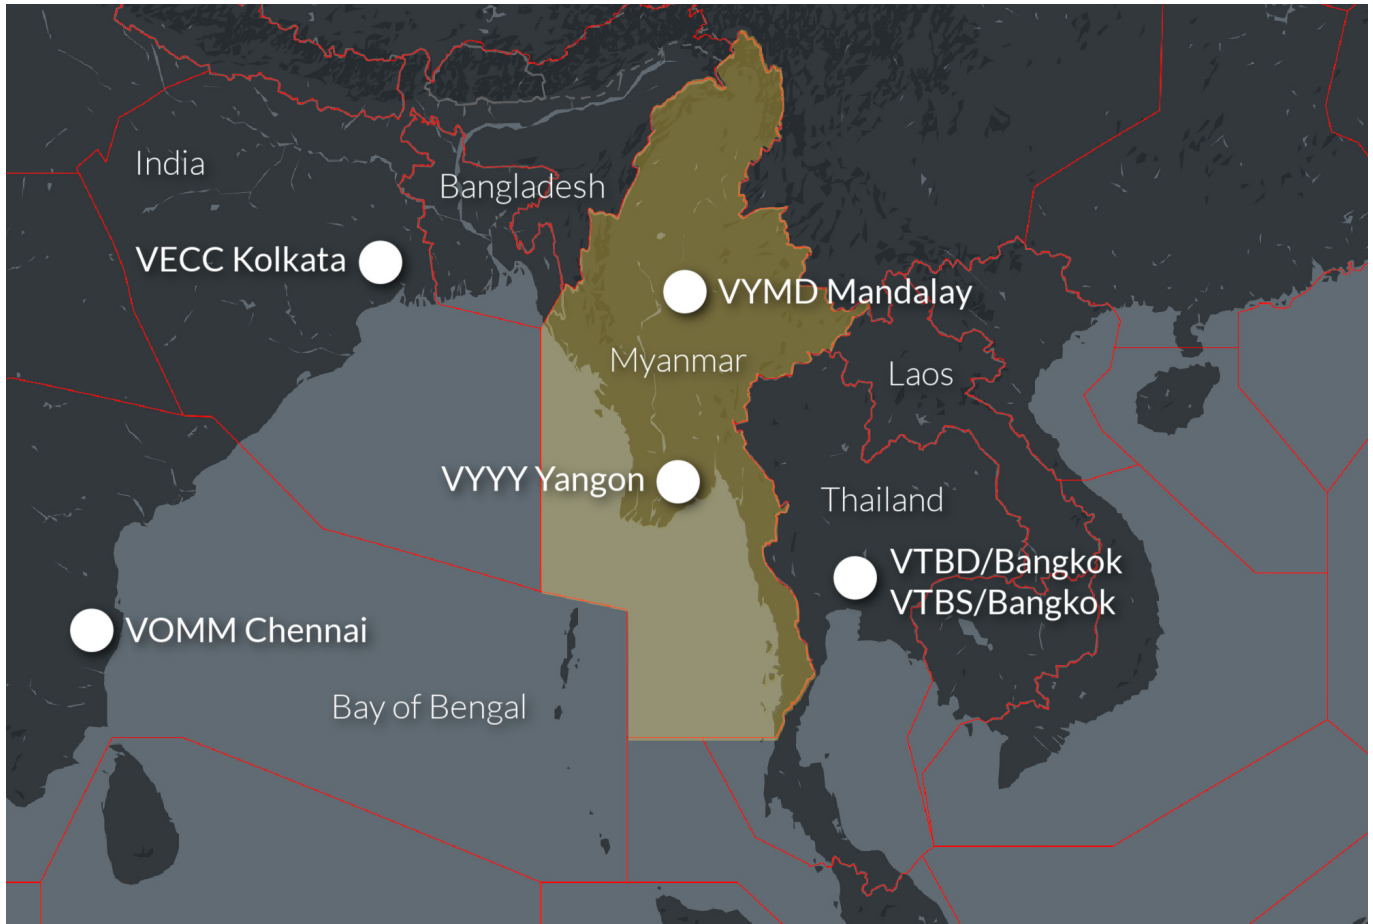 India
Bangladesh
VECC Kolkata
VYMD Mandalay
Myanmar
Laos
VYYY Yangon
Thailand
VTBD/Bangkok
VTBS/Bangkok
VOMM Chennai
Bay of Bengal